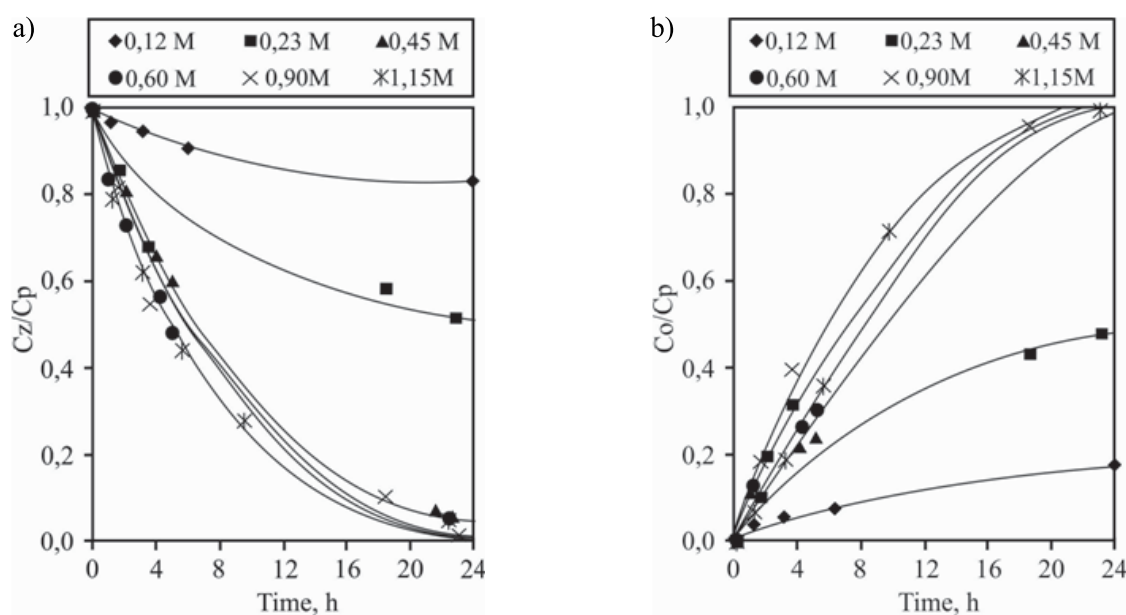 a)
0,12 M 0,23 M 0,45 M
0,60 M 0,90M 1,15M
1,0
0,8
0,6
0,4
0,2
0,0
Cz/Cp
0 4 8 12 16 20 24
Time, h
b)
0,12 M 0,23 M 0,45 M
0,60 M 0,90M 1,15M
1,0
0,8
0,6
0,4
0,2
0,0
Co/Cp
0 4 8 12 16 20 24
Time, h